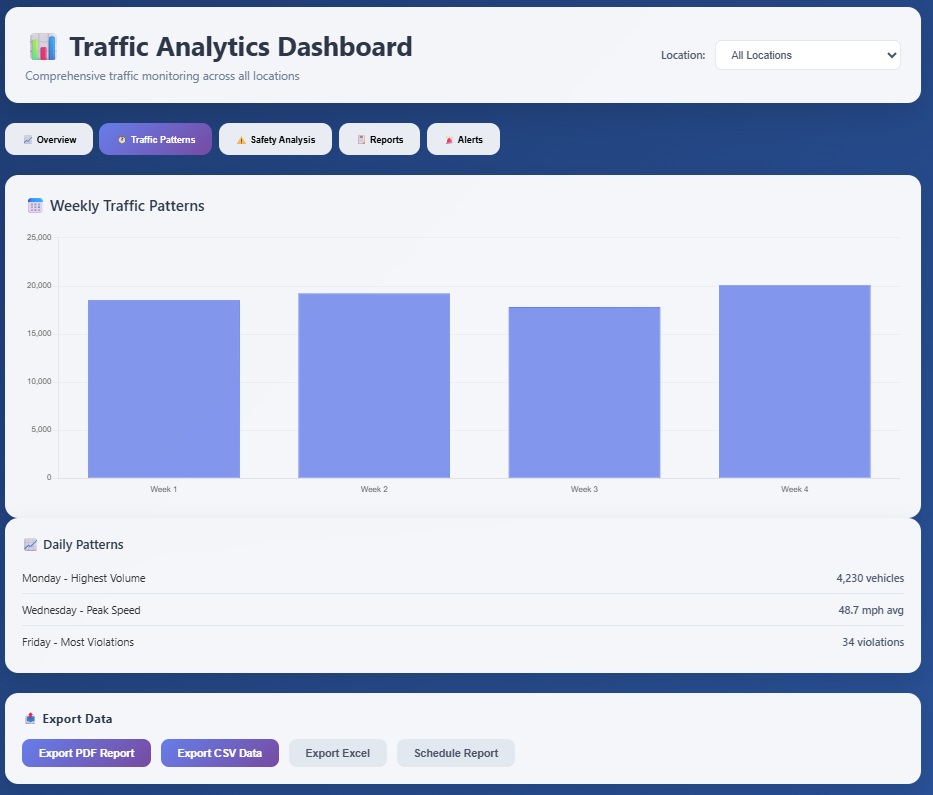 Traffic Analytics Dashboard
Comprehensive traffic monitoring across all locations
Location: All Locations
Overview Traffic Patterns Safety Analysis Reports Alerts
Weekly Traffic Patterns
25,000
20,000
15,000
10,000
5,000
0
Week 1 Week 2 Week 3 Week 4
Daily Patterns
Monday - Highest Volume 4,230 vehicles
Wednesday - Peak Speed 48.7 mph avg
Friday - Most Violations 34 violations
Export Data
Export PDF Report Export CSV Data Export Excel Schedule Report